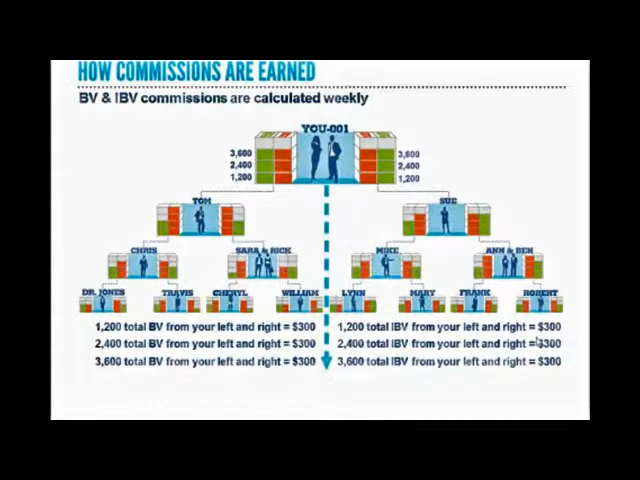 HOW COMMISSIONS ARE EARNED
BV & IBV commissions are calculated weekly
YOU-001
3,600 3,600
2,400 2,400
1,200 1,200
TOM SUE
CHRIS SARA & RICK MIKE ANN & BEN
DR. JONES TRAVIS CHERYL WILLIAM LYNN MARY FRANK ROBERT
1,200 total BV from your left and right = $300 1,200 total IBV from your left and right = $300
2,400 total BV from your left and right = $300 2,400 total IBV from your left and right = $300
3,600 total BV from your left and right = $300 3,600 total IBV from your left and right = $300